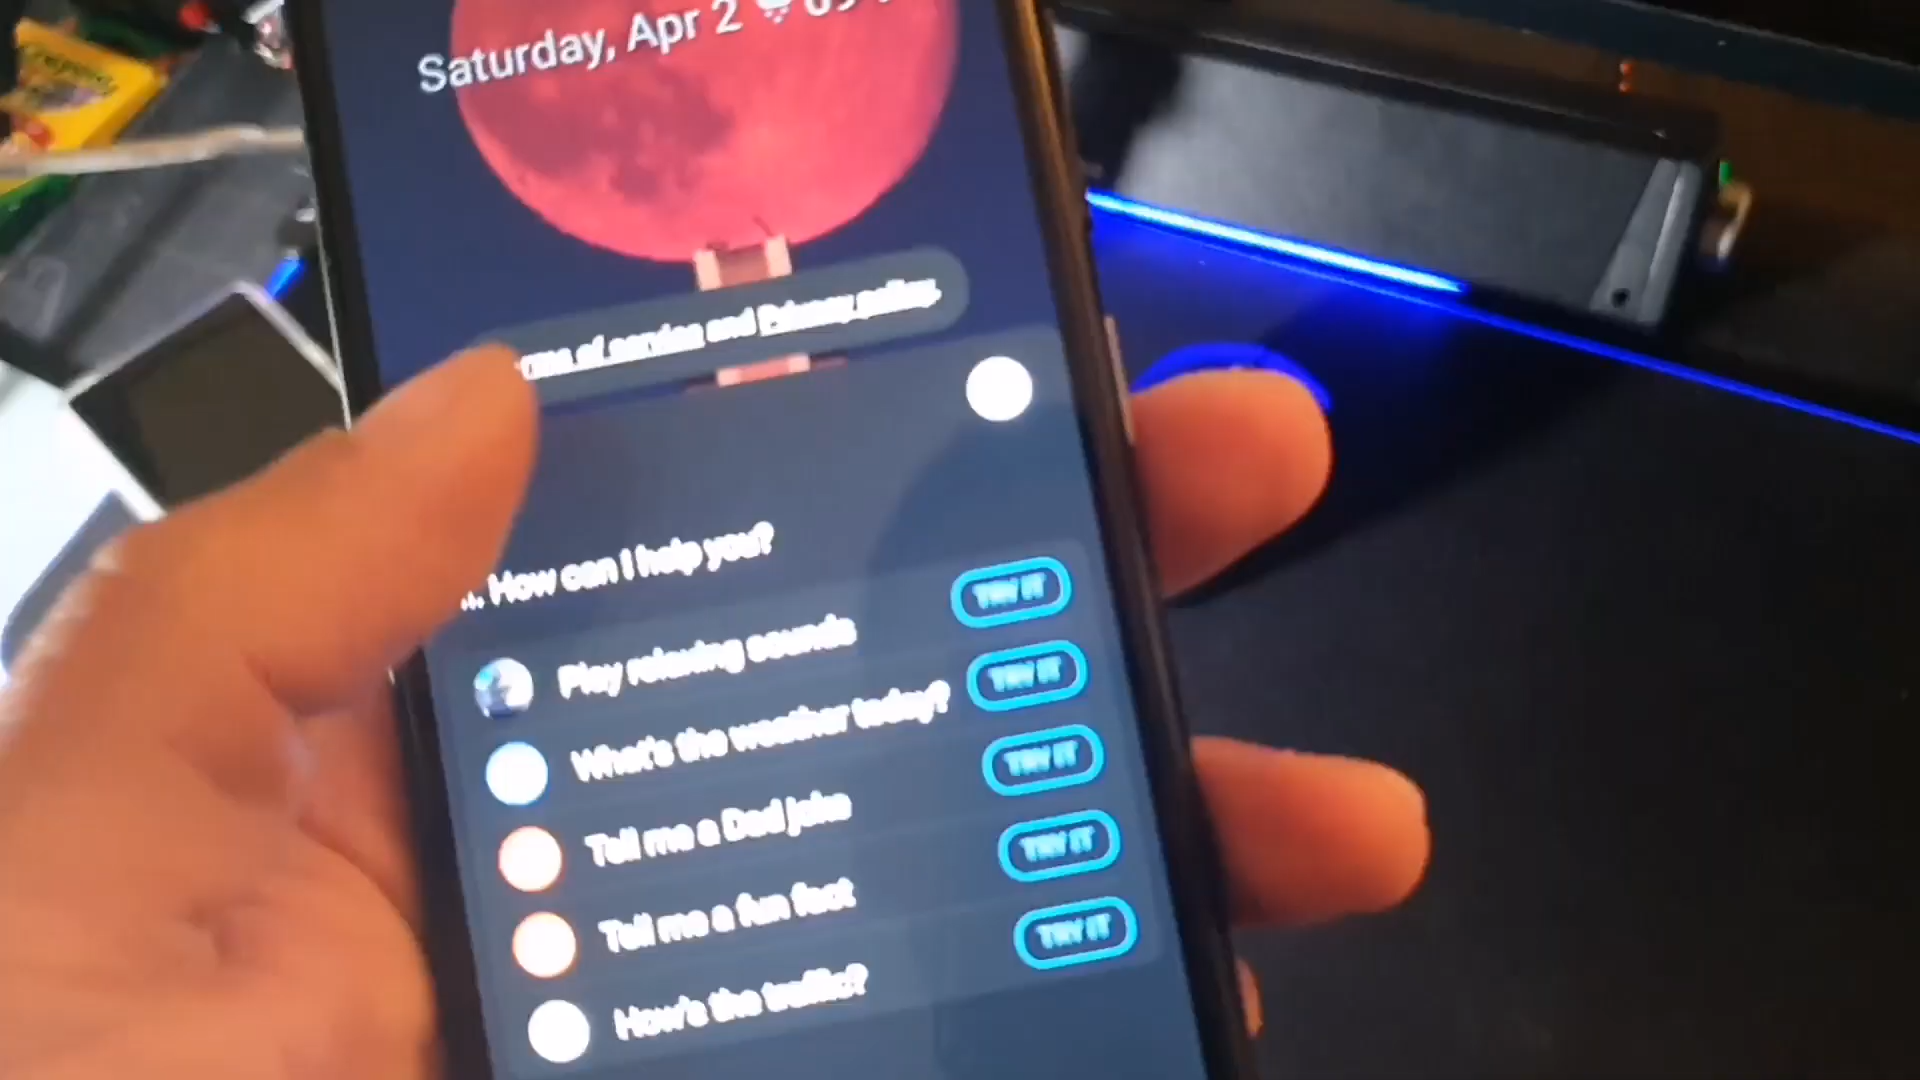 Saturday, Apr 2
of service and Privacy policy.
How can I help you?
Play relaxing sounds
TRY IT
What's the weather today?
TRY IT
Tell me a Dad joke
TRY IT
Tell me a fun fact
TRY IT
How's the traffic?
TRY IT